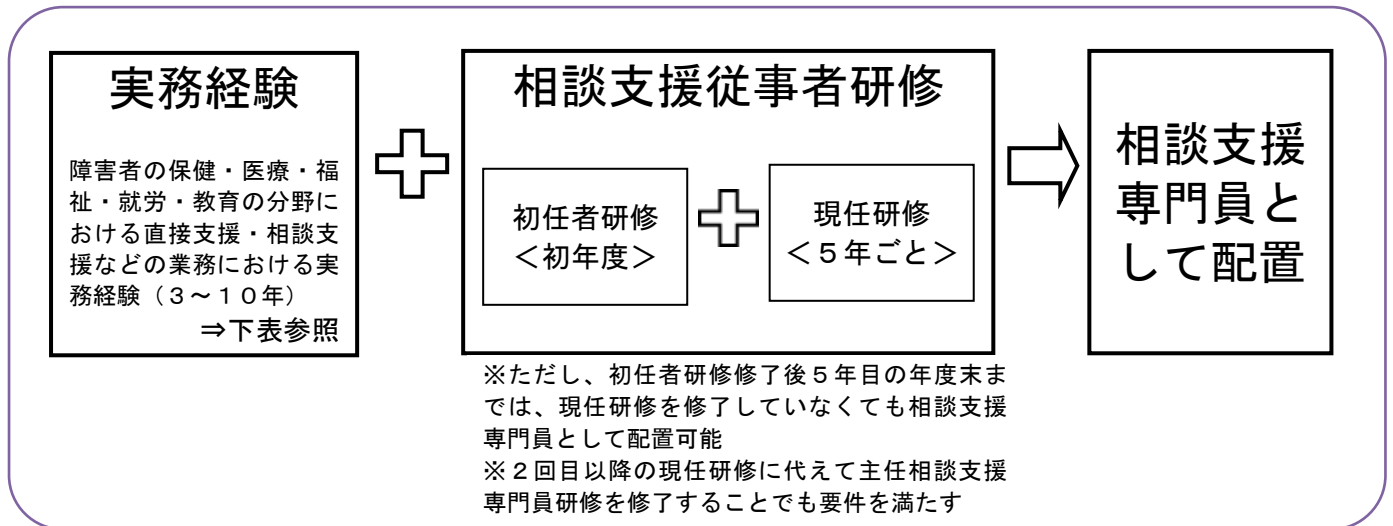 実務経験
障害者の保健・医療・福
祉・就労・教育の分野に
おける直接支援・相談支
援などの業務における実
務経験（３～１０年）
⇒下表参照
相談支援従事者研修
初任者研修
＜初年度＞
現任研修
＜５年ごと＞
※ただし、初任者研修修了後５年目の年度末ま
では、現任研修を修了していなくても相談支援
専門員として配置可能
※２回目以降の現任研修に代えて主任相談支援
専門員研修を修了することでも要件を満たす
相談支援
専門員と
して配置